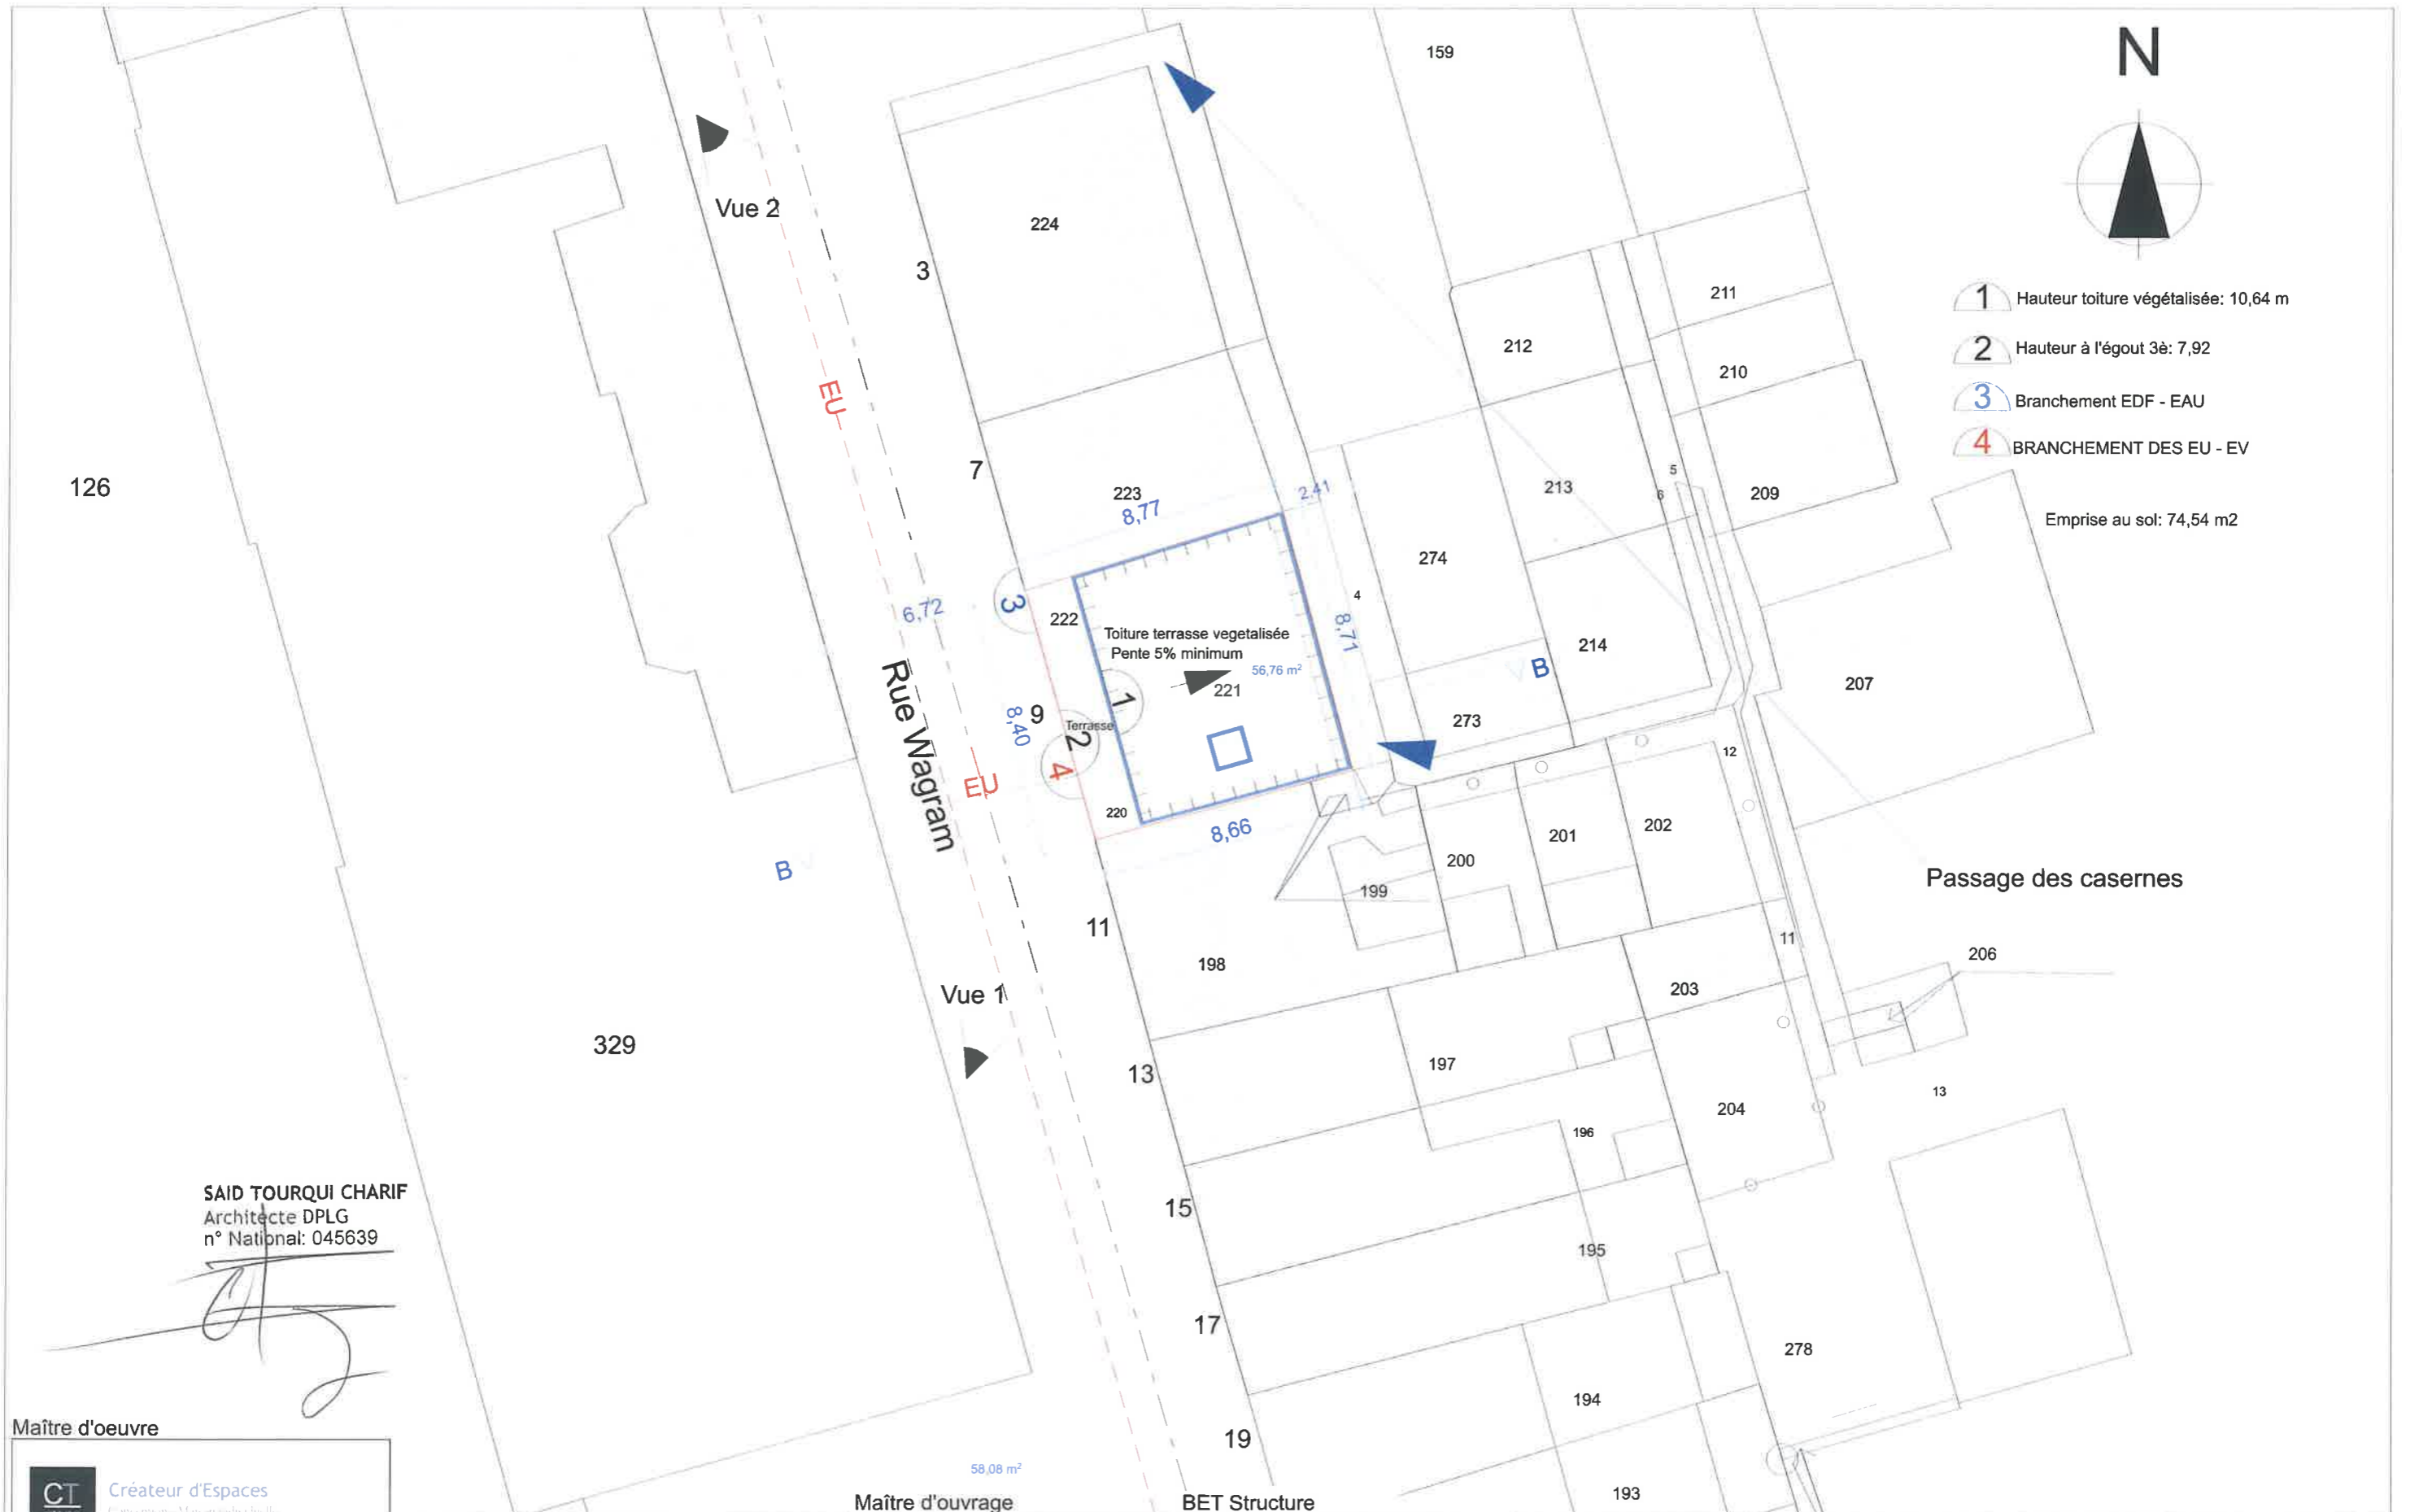 159
N
224
Vue 2
3
211
1 Hauteur toiture végétalisée: 10,64 m
212
2 Hauteur à l'égout 3è: 7,92
210
3 Branchement EDF - EAU
EU
4 BRANCHEMENT DES EU - EV
7
126
223
8,77
2,41
213
5
6
209
Emprise au sol: 74,54 m2
274
3
6,72
222
4
8,71
Toiture terrasse vegetalisée
Pente 5% minimum
56,76 m²
221
214
B
207
Rue Wagram
1
9
8,40
Terrasse
2
4
273
12
EU
220
8,66
201
202
200
B
199
Passage des casernes
11
198
11
206
Vue 1
203
329
197
13
13
204
196
SAID TOURQUI CHARIF
Architecte DPLG
n° National: 045639
15
195
17
278
194
Maître d'oeuvre
19
58,08 m²
CT
Créateur d'Espaces
193
Maître d'ouvrage
BET Structure